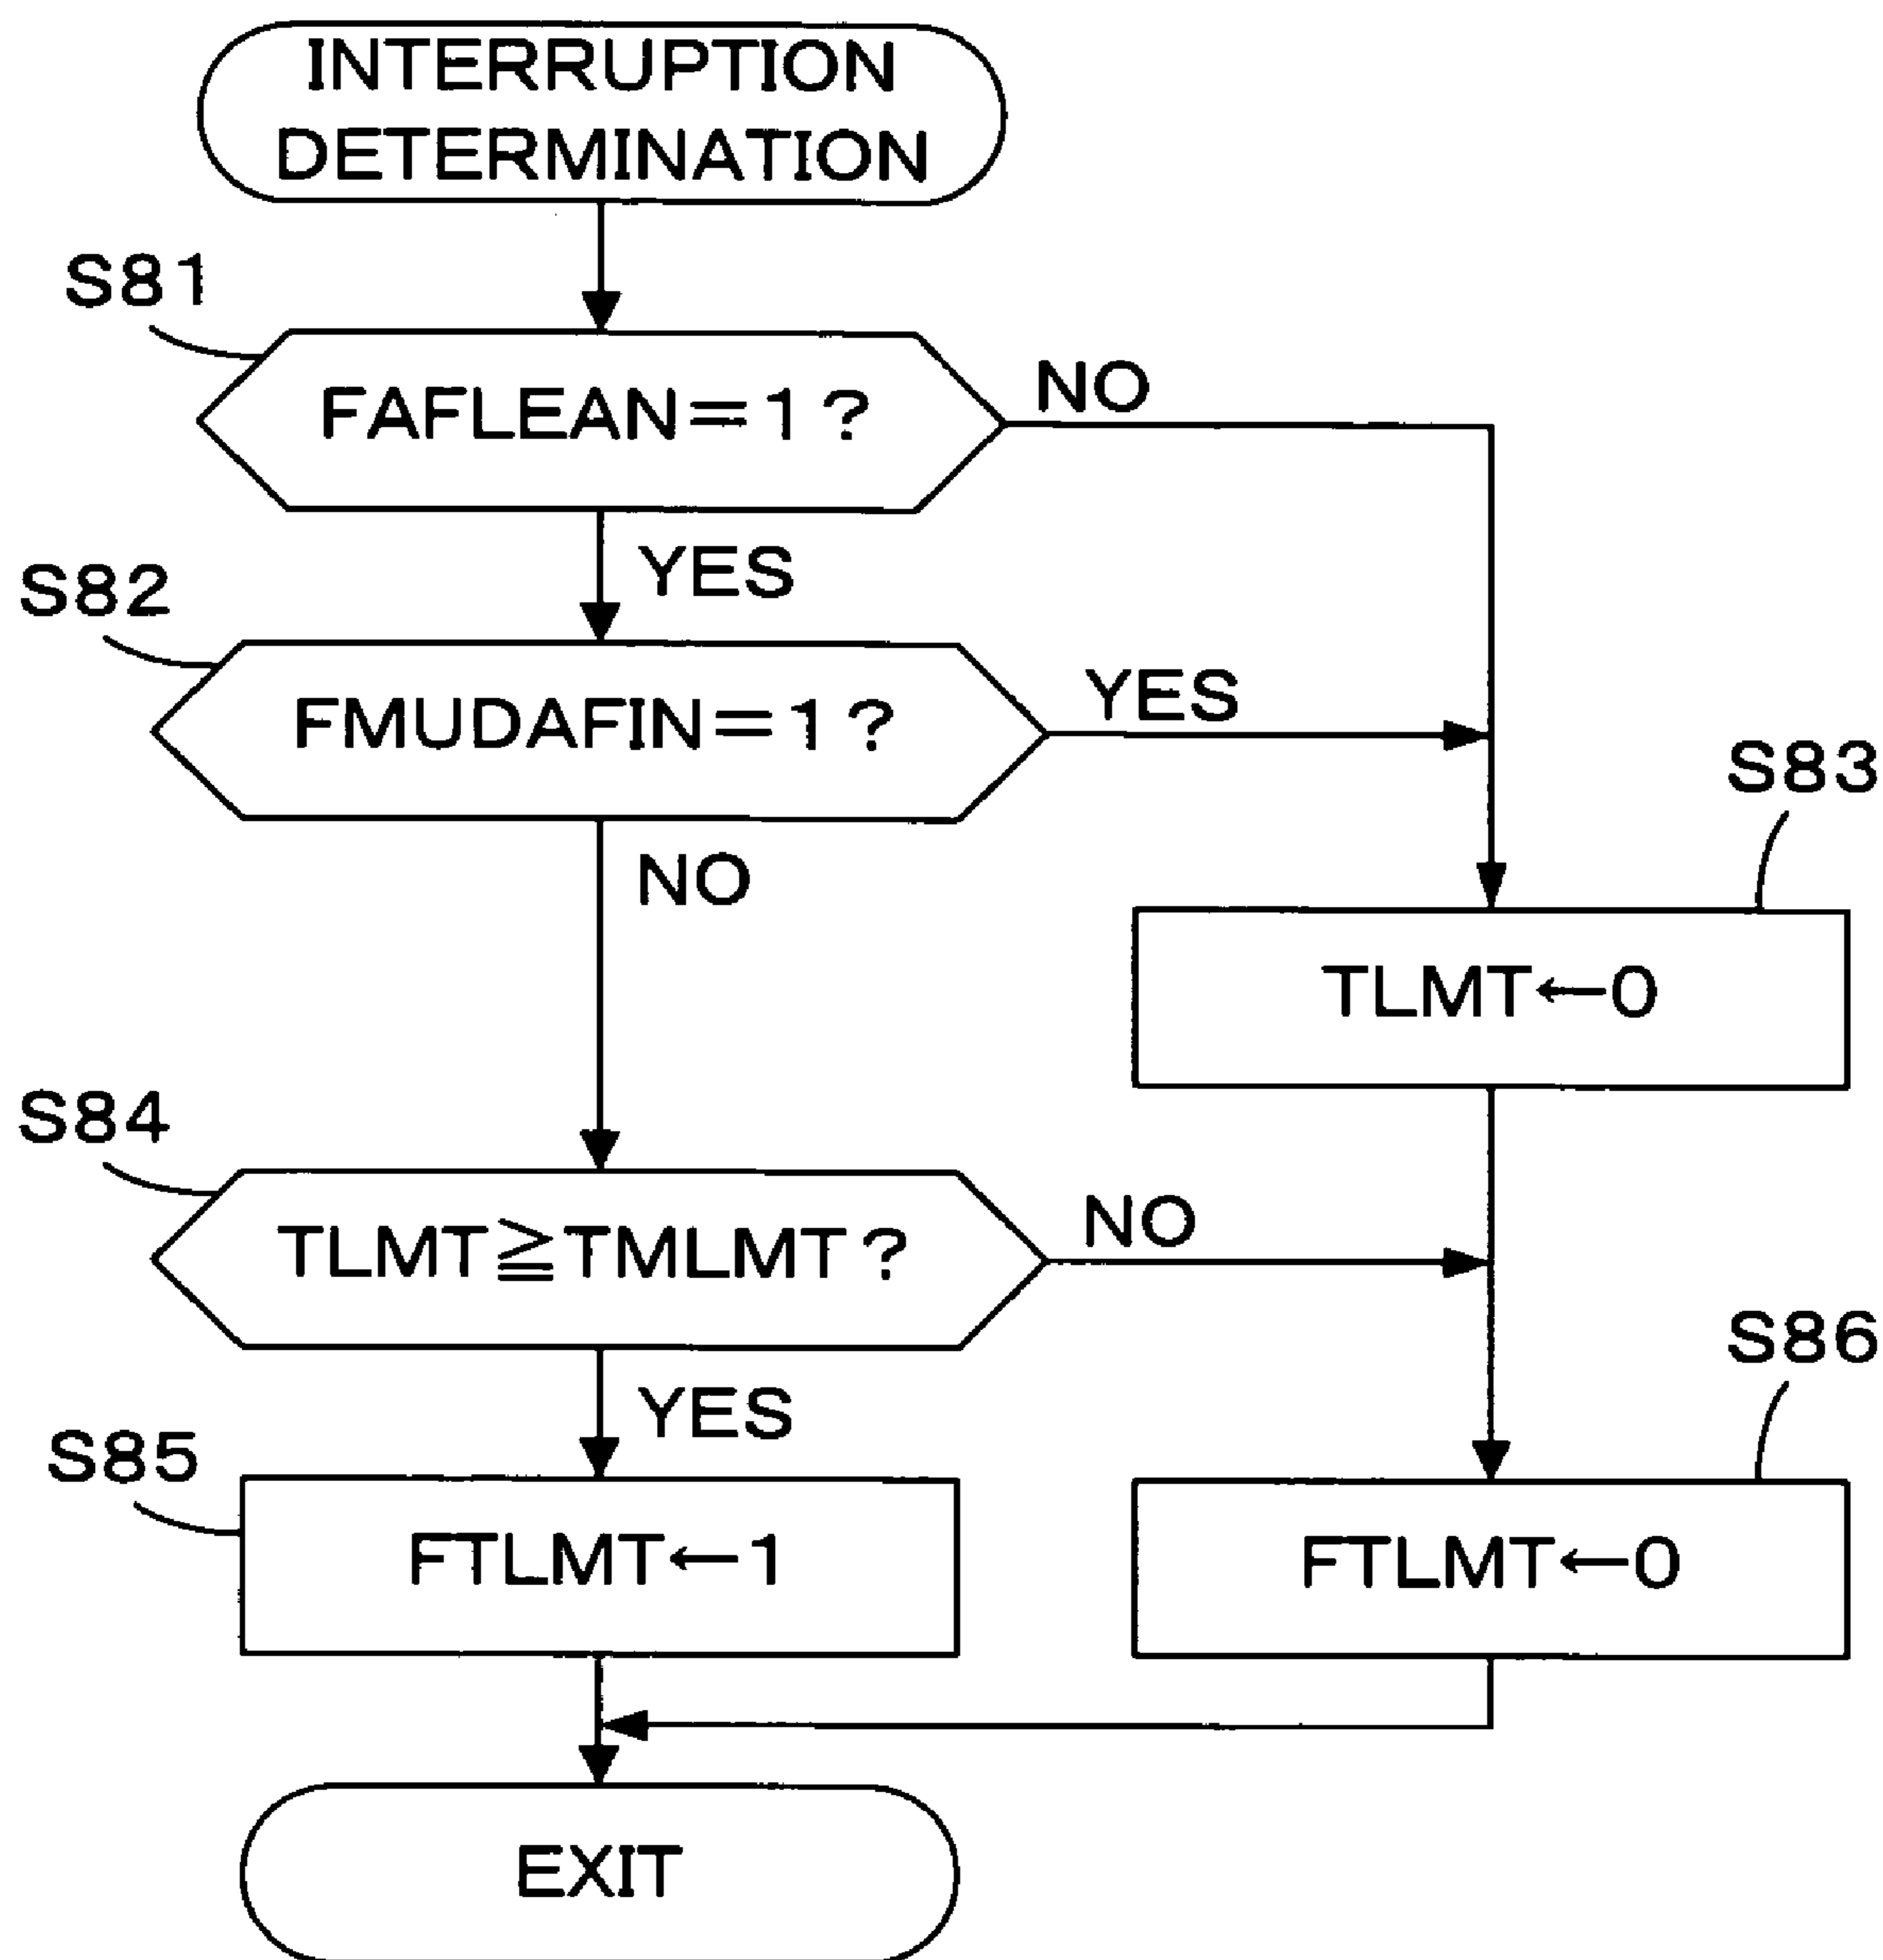 INTERRUPTION
DETERMINATION
S81
FAFLEAN=1?
NO
YES
S82
FMUDAFIN=1?
YES
NO
S83
TLMT←0
S84
TLMT≧TMLMT?
NO
YES
S85
FTLMT←1
S86
FTLMT←0
EXIT